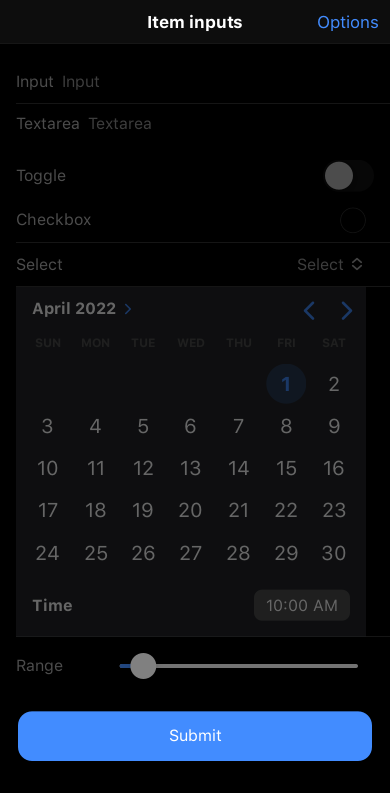 Item inputs Options
Input Input
Textarea Textarea
Toggle
Checkbox
Select Select
April 2022
SUN MON TUE WED THU FRI SAT
1 2
3 4 5 6 7 8 9
10 11 12 13 14 15 16
17 18 19 20 21 22 23
24 25 26 27 28 29 30
Time 10:00 AM
Range
Submit